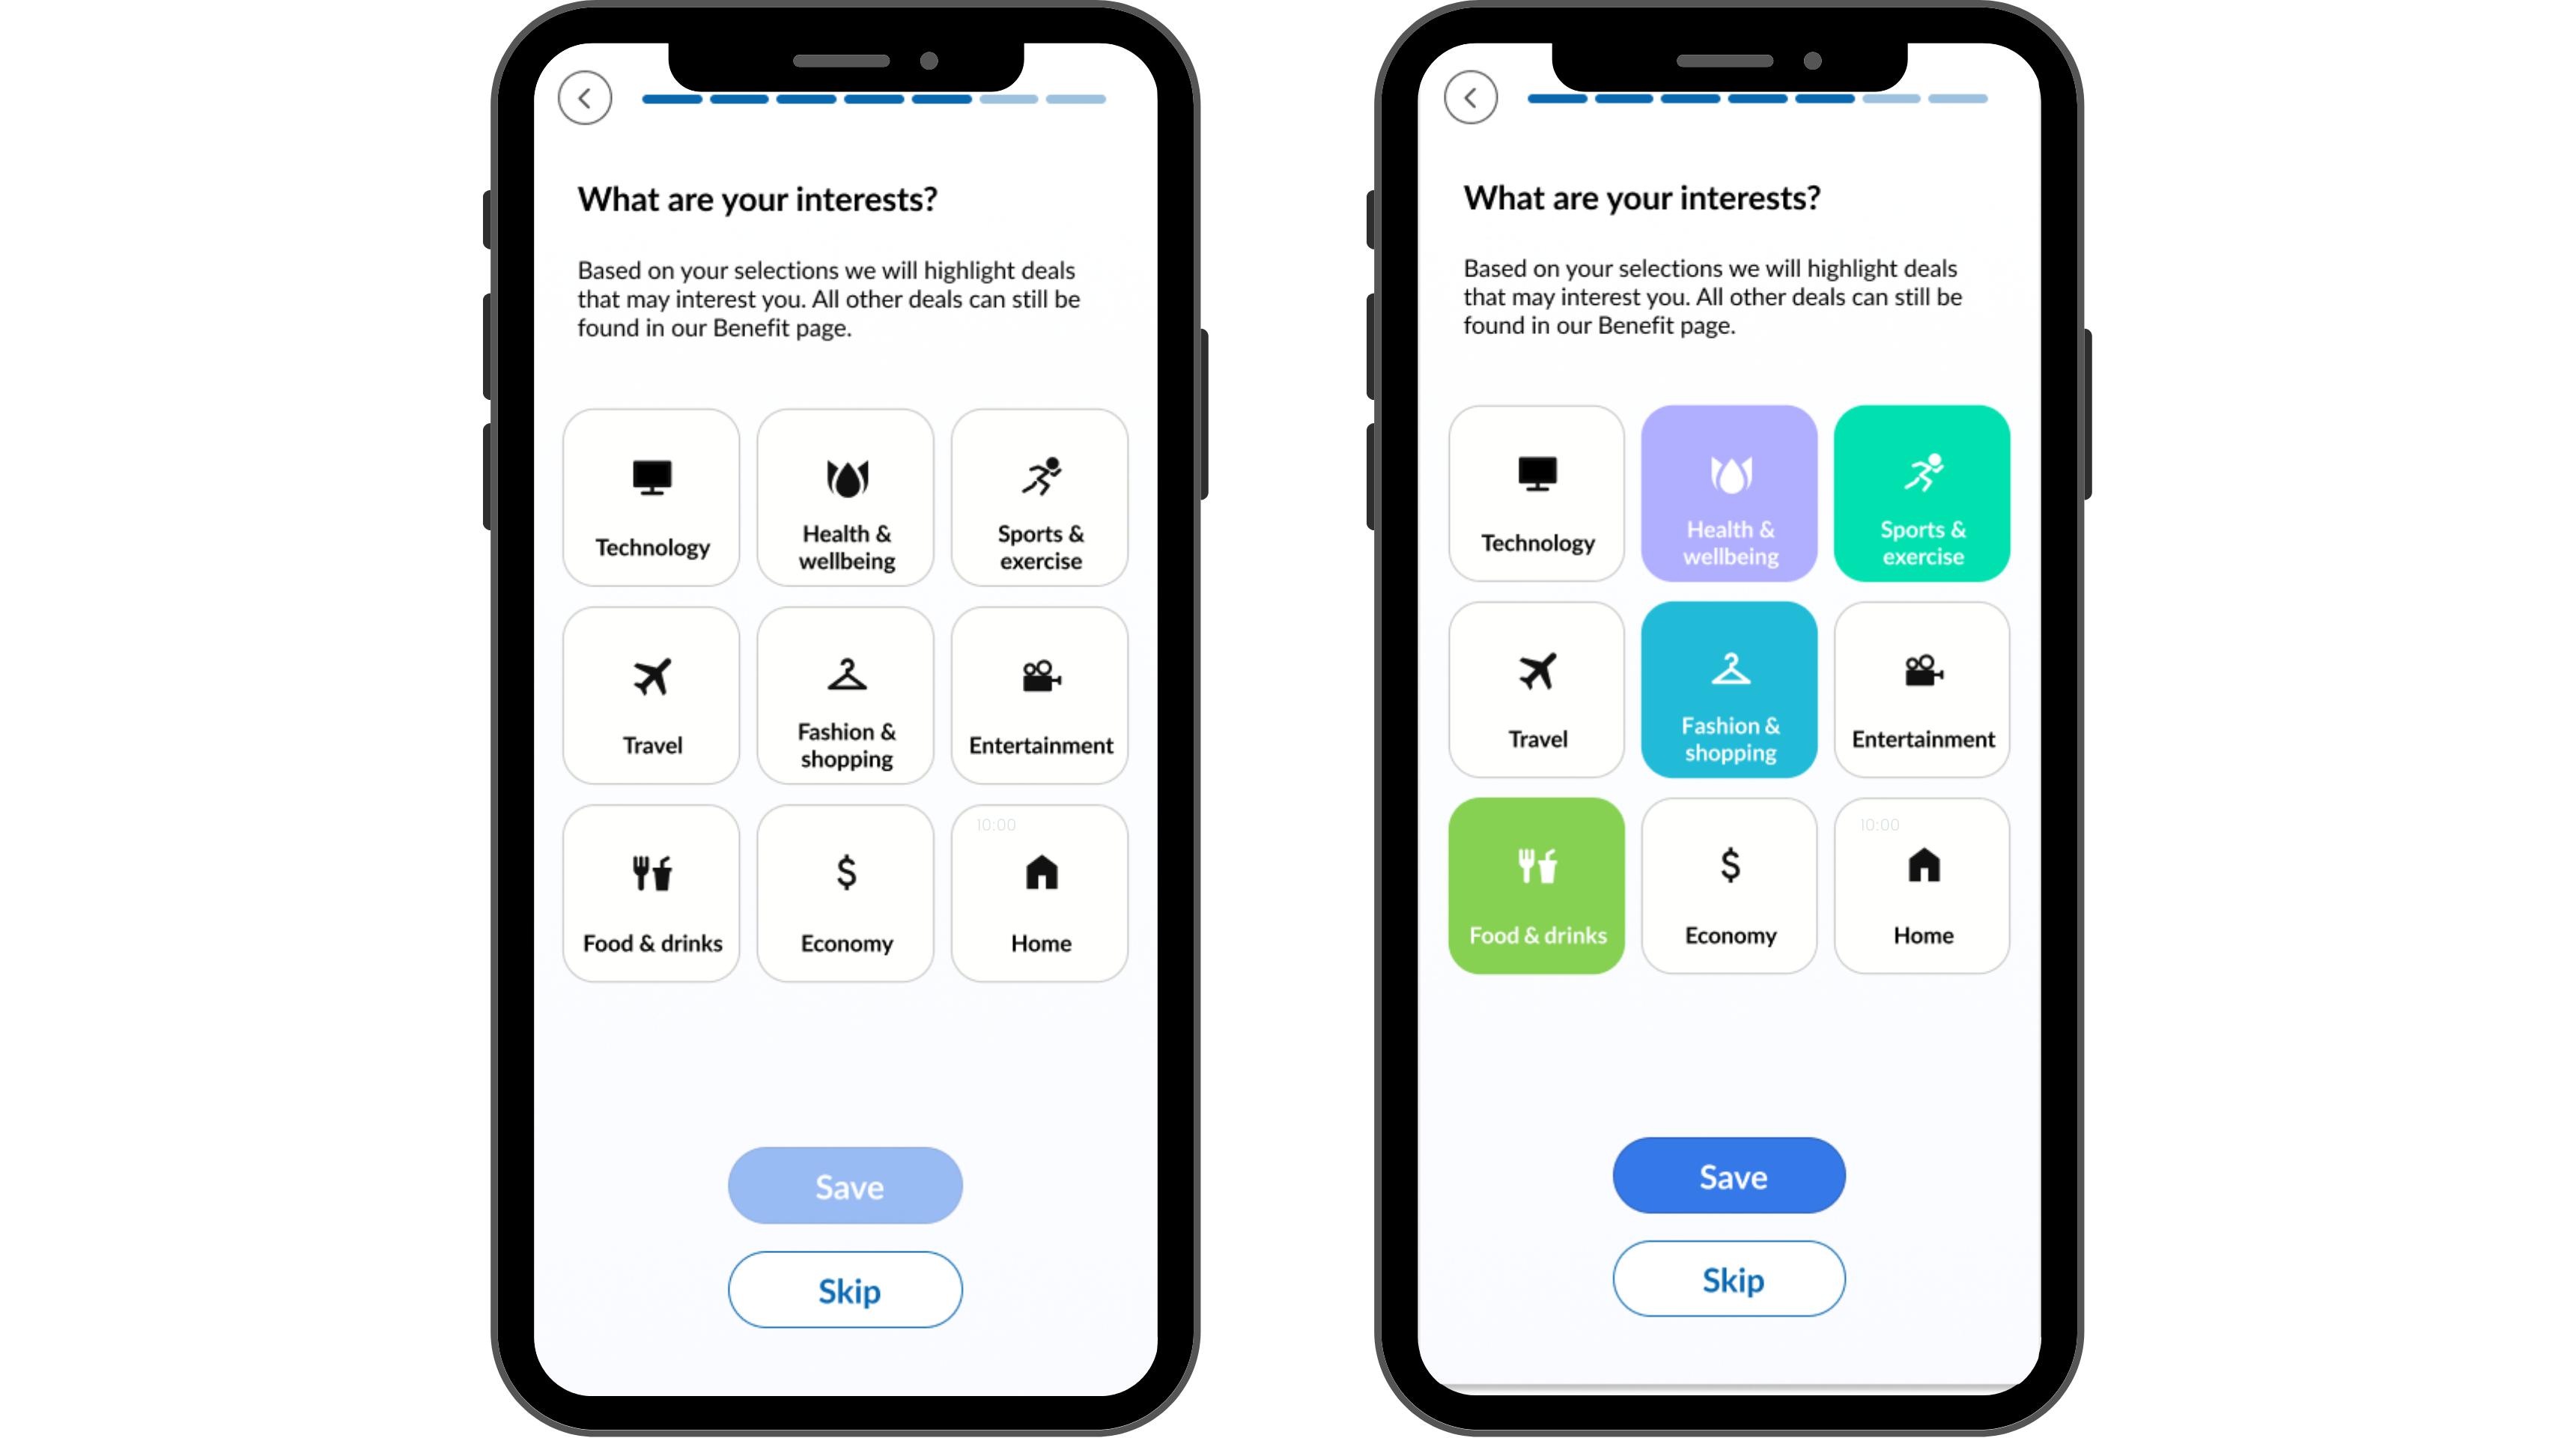 What are your interests?
Based on your selections we will highlight deals
that may interest you. All other deals can still be
found in our Benefit page.
Technology
Health &
wellbeing
Sports &
exercise
Travel
Fashion &
shopping
Entertainment
Food & drinks
Economy
10:00
Home
Save
Skip
What are your interests?
Based on your selections we will highlight deals
that may interest you. All other deals can still be
found in our Benefit page.
Technology
Health &
wellbeing
Sports &
exercise
Travel
Fashion &
shopping
Entertainment
Food & drinks
$
Economy
10:00
Home
Save
Skip